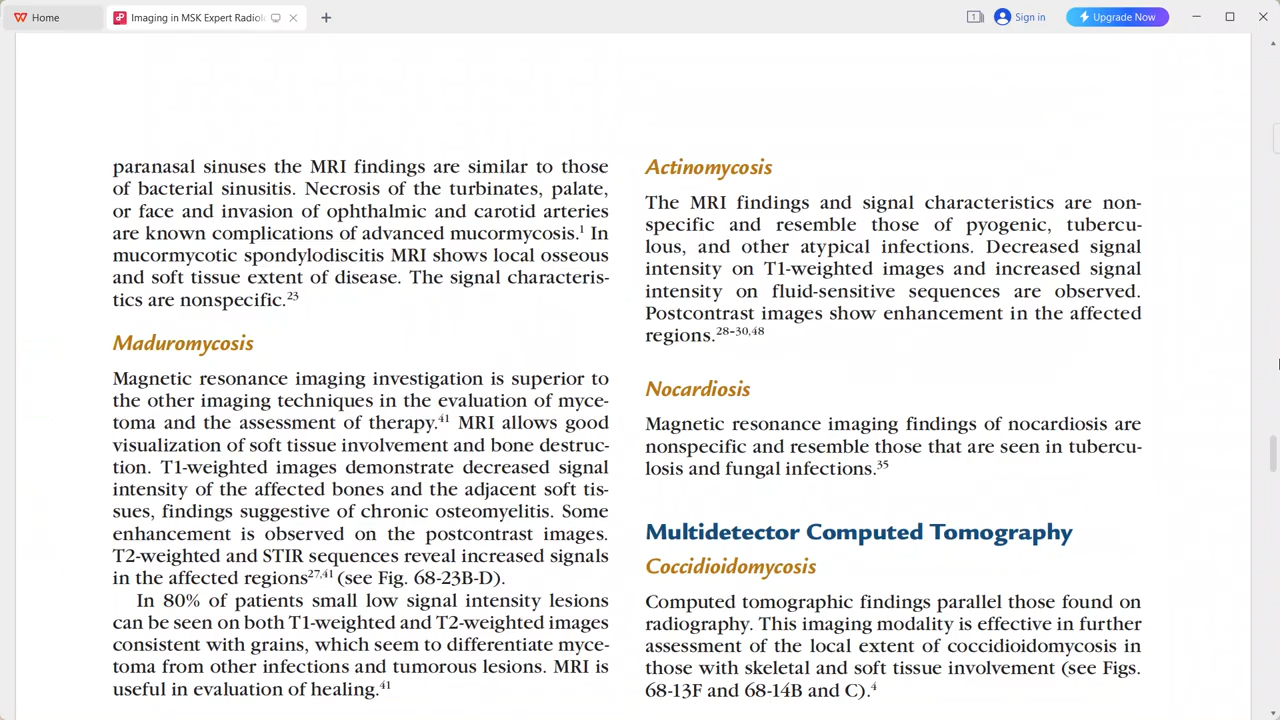 Home
Imaging in MSK Expert Radiol
Sign in
Upgrade Now
paranasal sinuses the MRI findings are similar to those
of bacterial sinusitis. Necrosis of the turbinates, palate,
or face and invasion of ophthalmic and carotid arteries
are known complications of advanced mucormycosis.1 In
mucormycotic spondylodiscitis MRI shows local osseous
and soft tissue extent of disease. The signal characteris-
tics are nonspecific.23
Maduromycosis
Magnetic resonance imaging investigation is superior to
the other imaging techniques in the evaluation of myce-
toma and the assessment of therapy.41 MRI allows good
visualization of soft tissue involvement and bone destruc-
tion. T1-weighted images demonstrate decreased signal
intensity of the affected bones and the adjacent soft tis-
sues, findings suggestive of chronic osteomyelitis. Some
enhancement is observed on the postcontrast images.
T2-weighted and STIR sequences reveal increased signals
in the affected regions27,41 (see Fig. 68-23B-D).
In 80% of patients small low signal intensity lesions
can be seen on both T1-weighted and T2-weighted images
consistent with grains, which seem to differentiate myce-
toma from other infections and tumorous lesions. MRI is
useful in evaluation of healing.41
Actinomycosis
The MRI findings and signal characteristics are non-
specific and resemble those of pyogenic, tubercu-
lous, and other atypical infections. Decreased signal
intensity on T1-weighted images and increased signal
intensity on fluid-sensitive sequences are observed.
Postcontrast images show enhancement in the affected
regions.28–30,48
Nocardiosis
Magnetic resonance imaging findings of nocardiosis are
nonspecific and resemble those that are seen in tubercu-
losis and fungal infections.35
Multidetector Computed Tomography
Coccidioidomycosis
Computed tomographic findings parallel those found on
radiography. This imaging modality is effective in further
assessment of the local extent of coccidioidomycosis in
those with skeletal and soft tissue involvement (see Figs.
68-13F and 68-14B and C).4